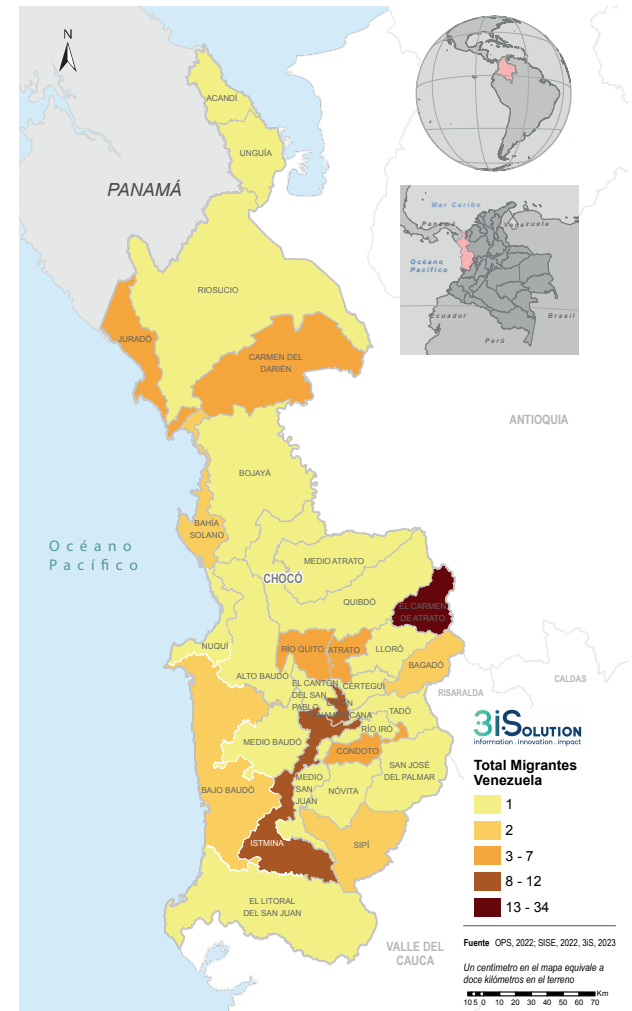 N
ACANDÍ
UNGUÍA
PANAMÁ
RIOSUCIO
JURADÓ
CARMEN DEL
DARIÉN
ANTIOQUIA
BOJAYÁ
BAHÍA
SOLANO
Océano
Pacífico
MEDIO ATRATO
CHOCÓ
QUIBDÓ
EL CARMEN
DE ATRATO
NUQUÍ
RÍO QUITO
ATRATO
LLORÓ
BAGADÓ
ALTO BAUDÓ
EL CANTÓN
DEL SAN
PABLO
CÉRTEGUI
RISARALDA
CALDAS
TADÓ
RÍO IRÓ
MEDIO BAUDÓ
CONDOTO
SAN JOSÉ
DEL PALMAR
MEDIO
SAN
JUAN
NÓVITA
BAJO BAUDÓ
ISTMINA
SIPÍ
EL LITORAL
DEL SAN JUAN
VALLE DEL
CAUCA
Mar Caribe
Panamá
Venezuela
Océano
Pacífico
Ecuador
Brasil
Perú
3iSOLUTION
information . innovation . impact
Total Migrantes
Venezuela
1
2
3 - 7
8 - 12
13 - 34
Fuente OPS, 2022; SISE, 2022, 3iS, 2023
Un centímetro en el mapa equivale a
doce kilómetros en el terreno
10 5 0 10 20 30 40 50 60 70 Km